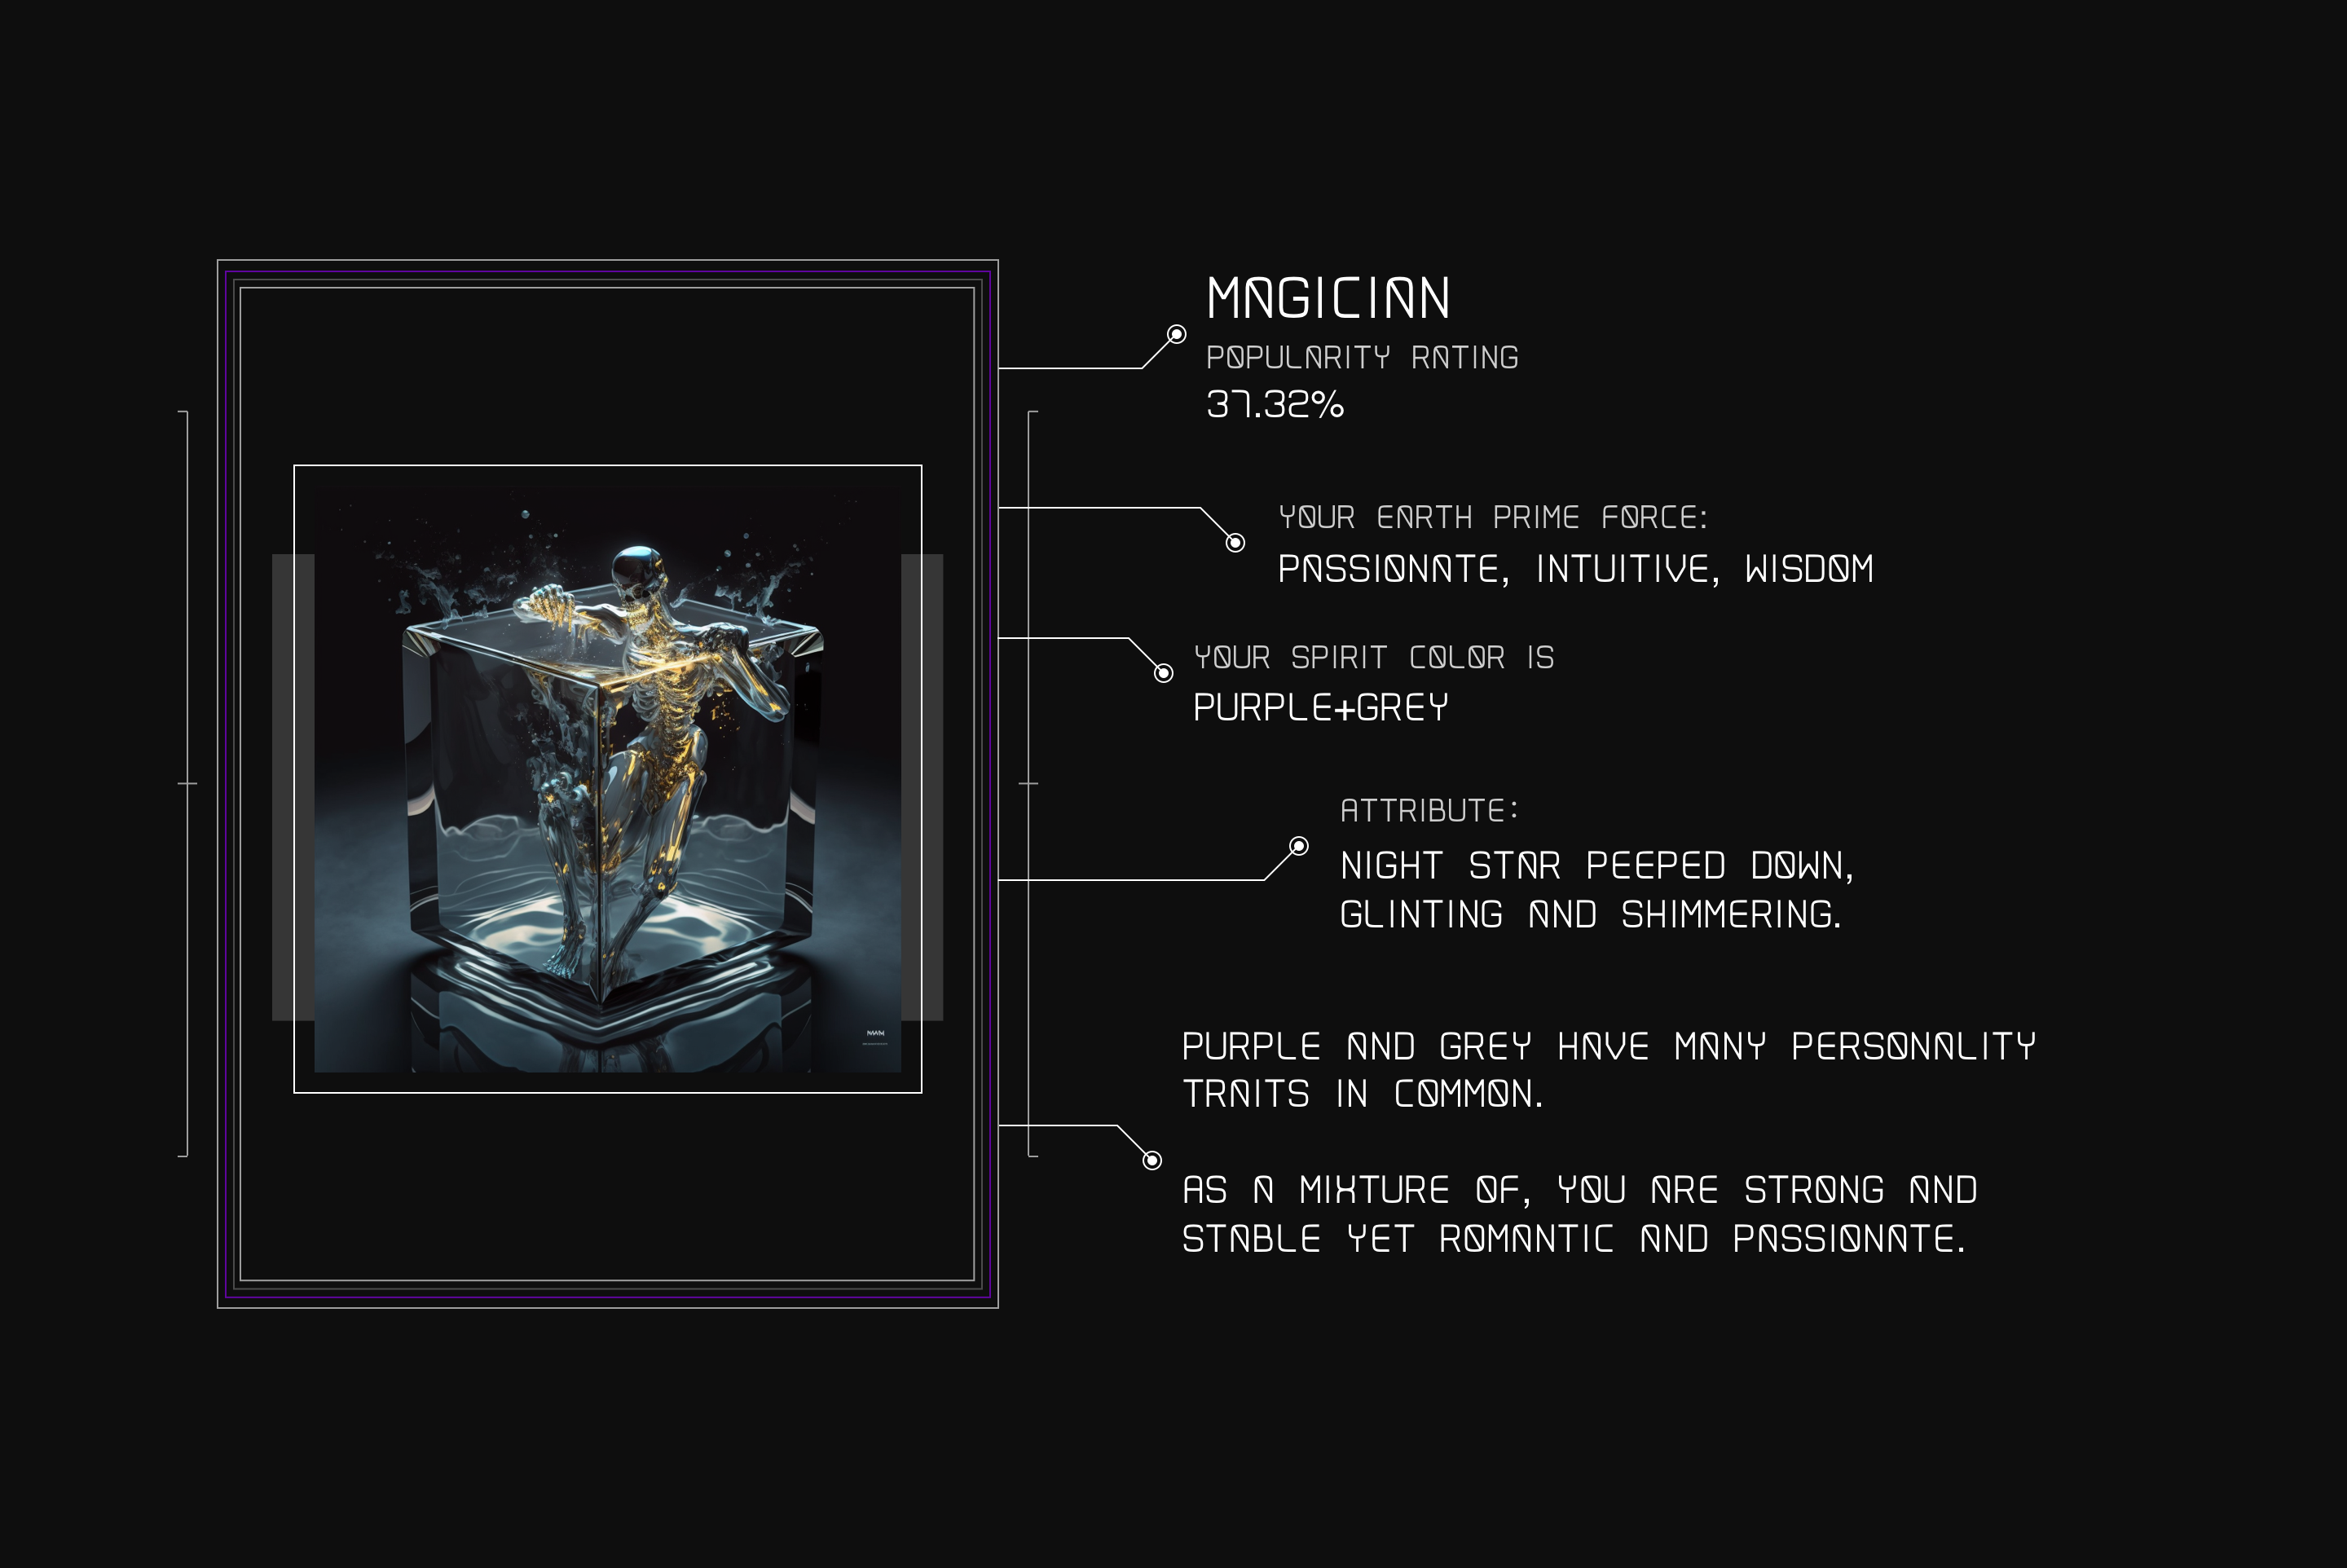 MAGICIAN
POPULARITY RATING
37.32%
YOUR EARTH PRIME FORCE:
PASSIONATE, INTUITIVE, WISDOM
YOUR SPIRIT COLOR IS
PURPLE+GREY
ATTRIBUTE:
NIGHT STAR PEEPED DOWN,
GLINTING AND SHIMMERING.
PURPLE AND GREY HAVE MANY PERSONALITY
TRAITS IN COMMON.
AS A MIXTURE OF, YOU ARE STRONG AND
STABLE YET ROMANTIC AND PASSIONATE.